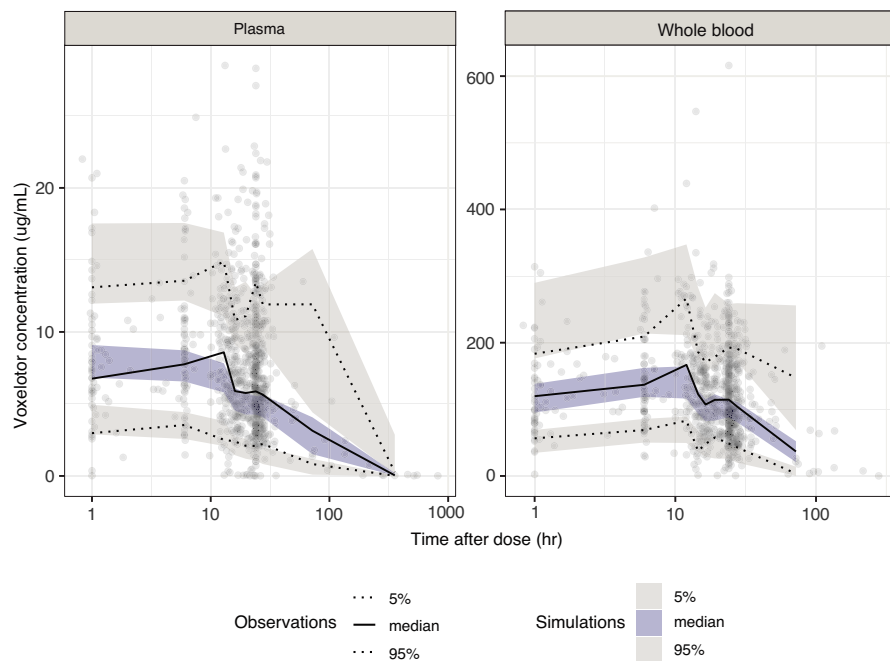 Plasma
Whole blood
Voxelotor concentration (ug/mL)
20
10
0
600
400
200
0
1
10
100
1000
1
10
100
Time after dose (hr)
Observations
5%
median
95%
Simulations
5%
median
95%